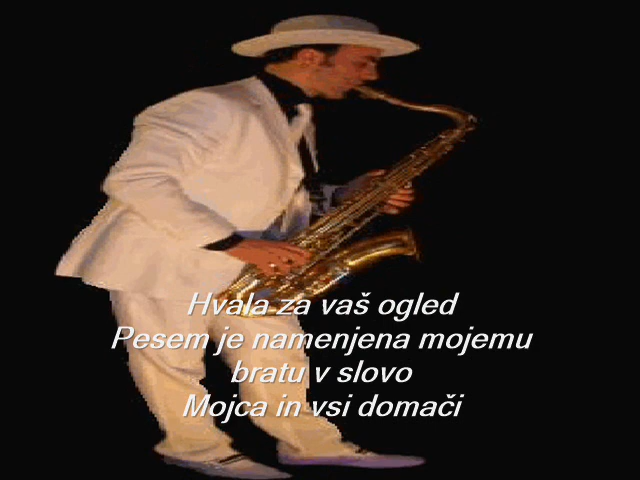 Hvala za vaš ogled
Pesem je namenjena mojemu
bratu v slovo
Mojca in vsi domači